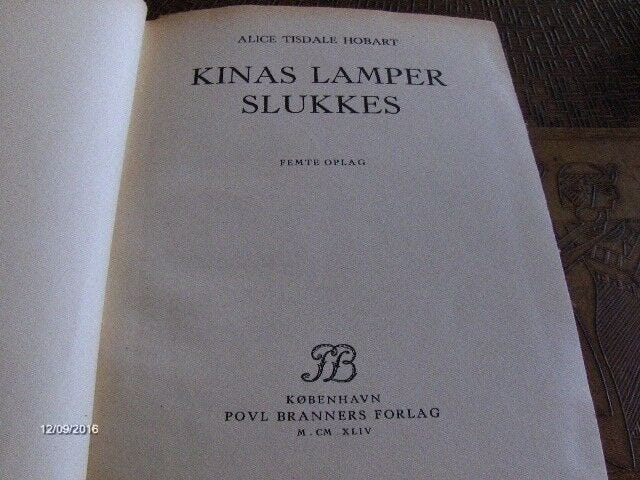 ALICE TISDALE HOBART
KINAS LAMPER
SLUKKES
FEMTE OPLAG
PB
KØBENHAVN
POVL BRANNERS FORLAG
M . CM . XLIV
12/09/2016